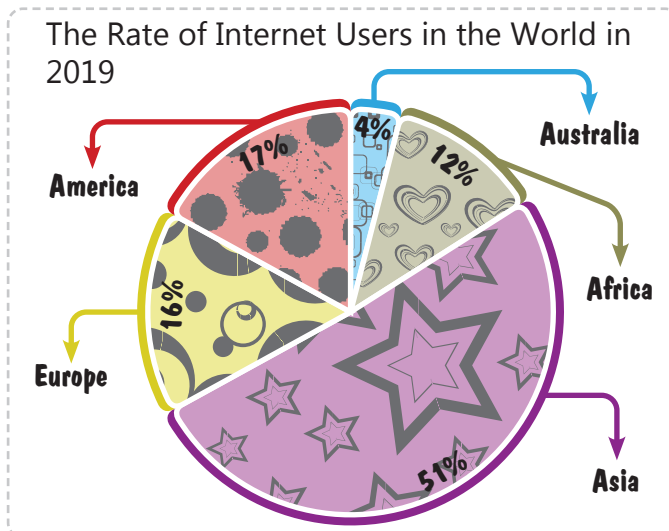 The Rate of Internet Users in the World in
2019
4%
Australia
17%
12%
America
Africa
16%
Europe
51%
Asia